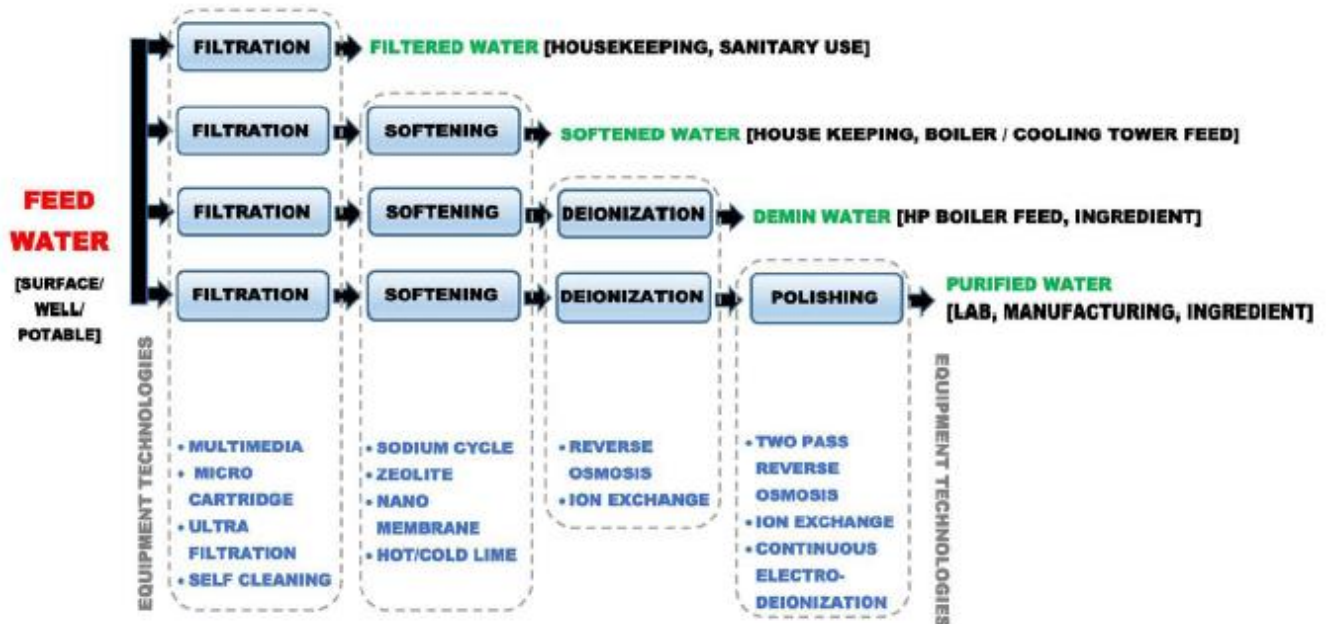 FILTRATION
FILTERED WATER [HOUSEKEEPING, SANITARY USE]
FILTRATION
SOFTENING
SOFTENED WATER [HOUSE KEEPING, BOILER / COOLING TOWER FEED]
FEED
WATER
[SURFACE/
WELL/
POTABLE]
FILTRATION
SOFTENING
DEIONIZATION
DEMIN WATER [HP BOILER FEED, INGREDIENT]
FILTRATION
SOFTENING
DEIONIZATION
POLISHING
PURIFIED WATER
[LAB, MANUFACTURING, INGREDIENT]
EQUIPMENT TECHNOLOGIES
• MULTIMEDIA
• MICRO
CARTRIDGE
• ULTRA
FILTRATION
• SELF CLEANING
• SODIUM CYCLE
• ZEOLITE
• NANO
MEMBRANE
• HOT/COLD LIME
• REVERSE
OSMOSIS
• ION EXCHANGE
• TWO PASS
REVERSE
OSMOSIS
• ION EXCHANGE
• CONTINUOUS
ELECTRO-
DEIONIZATION
EQUIPMENT TECHNOLOGIES